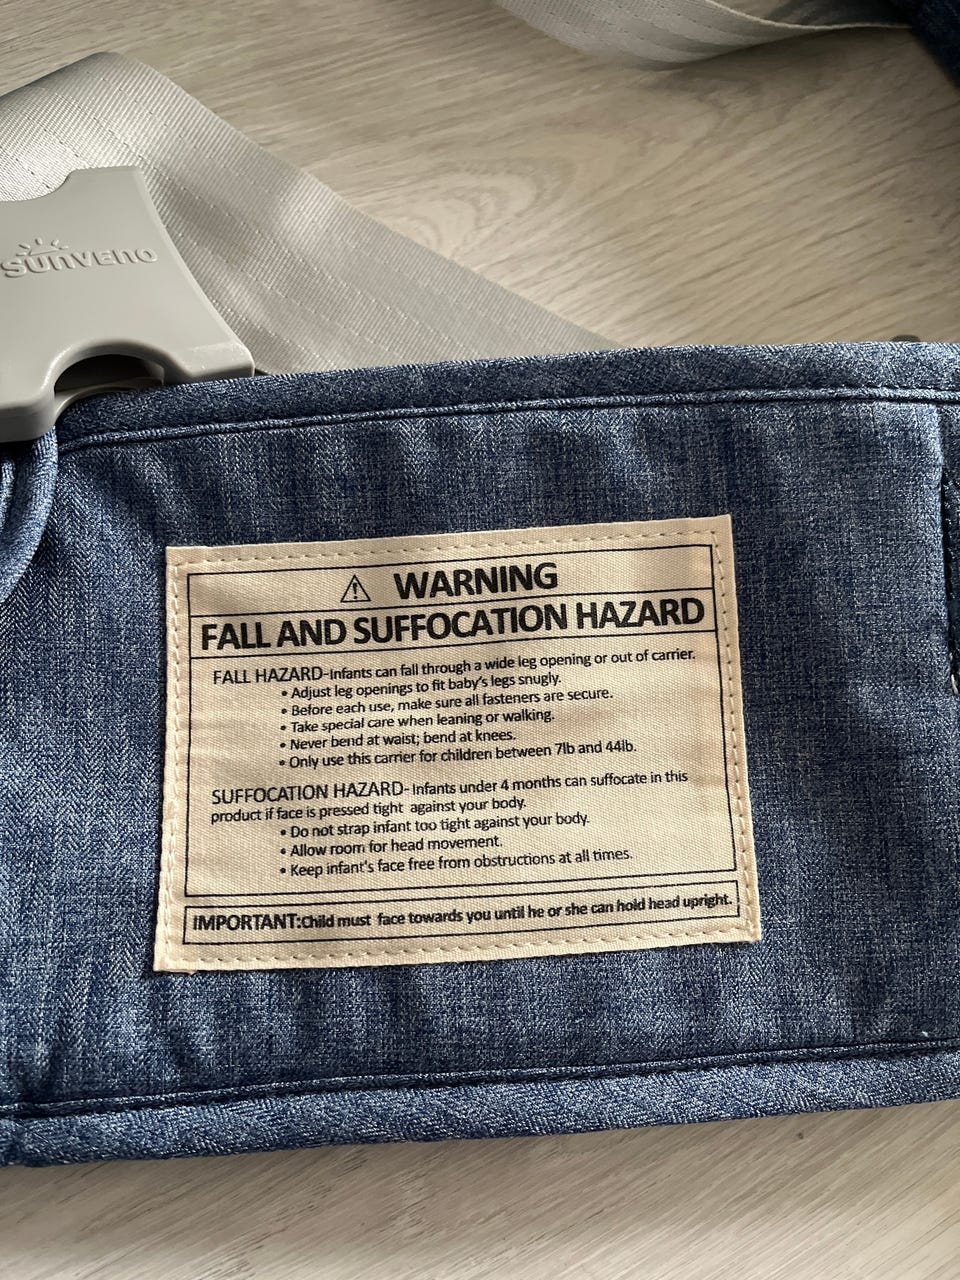 sunveno
WARNING
FALL AND SUFFOCATION HAZARD
FALL HAZARD-Infants can fall through a wide leg opening or out of carrier.
• Adjust leg openings to fit baby's legs snugly.
• Before each use, make sure all fasteners are secure.
• Take special care when leaning or walking.
• Never bend at waist; bend at knees.
• Only use this carrier for children between 7lb and 44lb.
SUFFOCATION HAZARD- Infants under 4 months can suffocate in this
product if face is pressed tight against your body.
• Do not strap infant too tight against your body.
• Allow room for head movement.
• Keep infant's face free from obstructions at all times.
IMPORTANT:Child must face towards you until he or she can hold head upright.